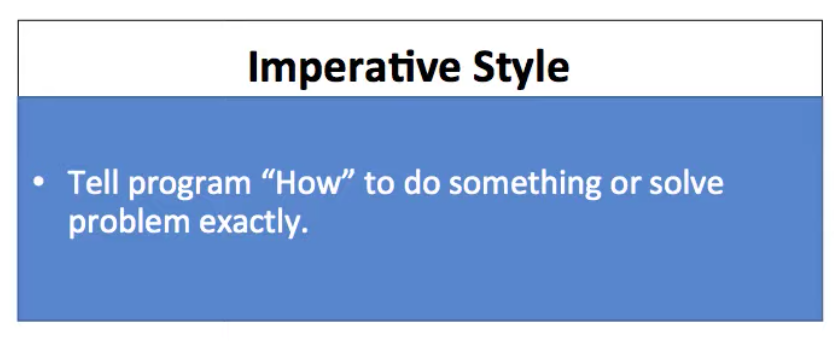 Imperative Style
• Tell program “How” to do something or solve
problem exactly.